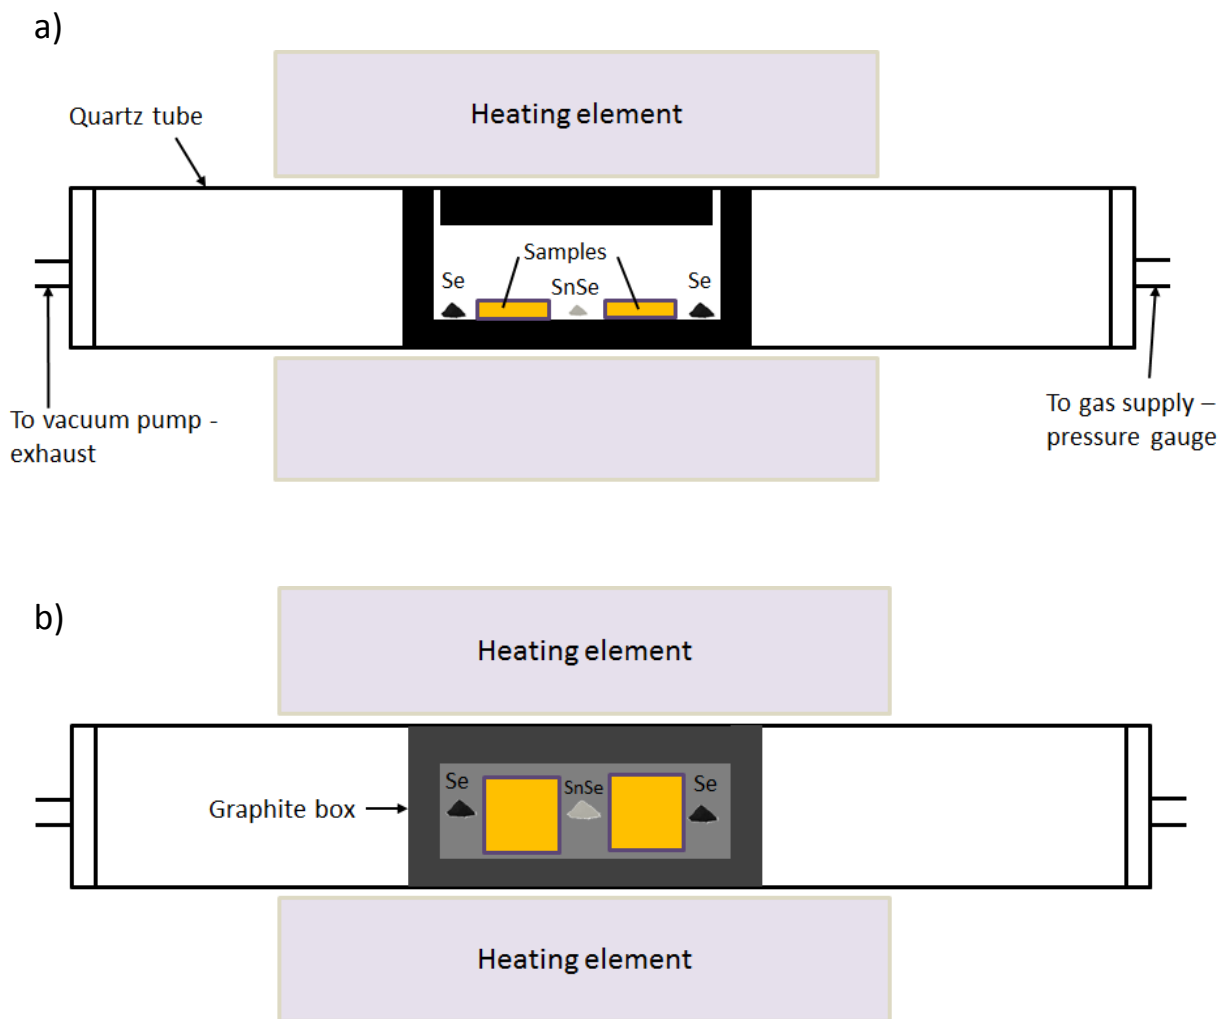 a)
Heating element
Quartz tube
Samples
Se
SnSe
Se
To vacuum pump -
exhaust
To gas supply –
pressure gauge
b)
Heating element
Se
SnSe
Se
Graphite box
Heating element